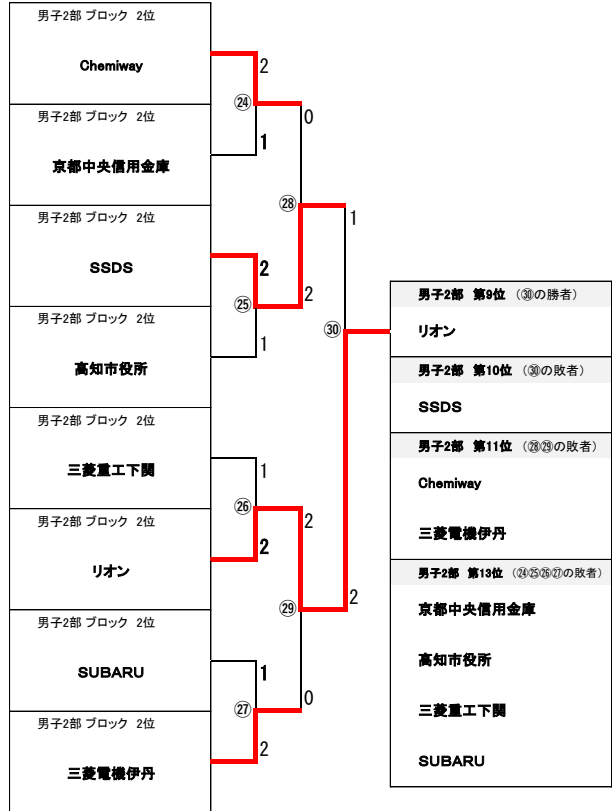 男子2部 ブロック 2位
Chemiway
男子2部 ブロック 2位
京都中央信用金庫
男子2部 ブロック 2位
SSDS
男子2部 ブロック 2位
高知市役所
男子2部 ブロック 2位
三菱重工下関
男子2部 ブロック 2位
リオン
男子2部 ブロック 2位
SUBARU
男子2部 ブロック 2位
三菱電機伊丹
2
㉔
1
2
㉕
1
1
㉖
2
1
㉗
2
0
㉘
2
2
㉙
0
1
㉚
2
男子2部 第9位 （㉚の勝者）
リオン
男子2部 第10位 （㉚の敗者）
SSDS
男子2部 第11位 （㉘㉙の敗者）
Chemiway
三菱電機伊丹
男子2部 第13位 （㉔㉕㉖㉗の敗者）
京都中央信用金庫
高知市役所
三菱重工下関
SUBARU